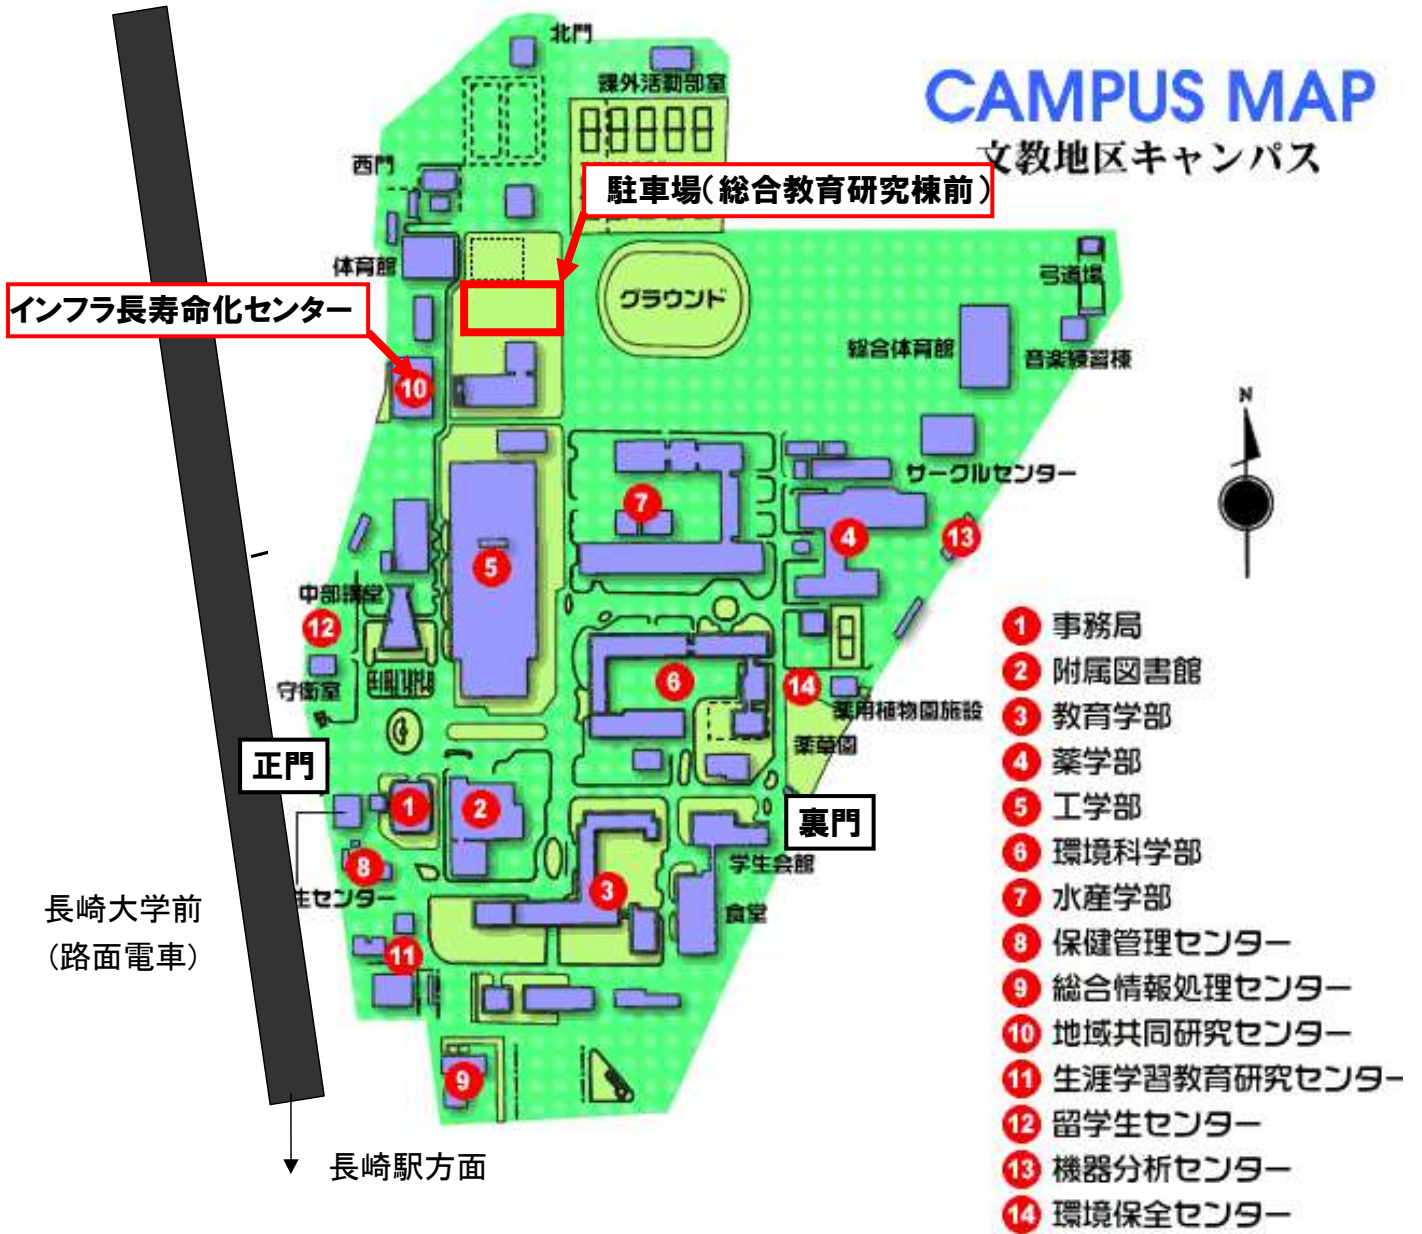 北門
課外活動部室
CAMPUS MAP
文教地区キャンパス
西門
駐車場(総合教育研究棟前)
体育館
グラウンド
弓道場
インフラ長寿命化センター
総合体育館
音楽練習棟
10
N
サークルセンター
7
4
13
5
中部講堂
12
守衛室
6
14
薬用植物園施設
薬草園
正門
1
2
裏門
学生会館
8
生センター
3
食堂
長崎大学前
(路面電車)
11
9
長崎駅方面
1 事務局
2 附属図書館
3 教育学部
4 薬学部
5 工学部
6 環境科学部
7 水産学部
8 保健管理センター
9 総合情報処理センター
10 地域共同研究センター
11 生涯学習教育研究センター
12 留学生センター
13 機器分析センター
14 環境保全センター